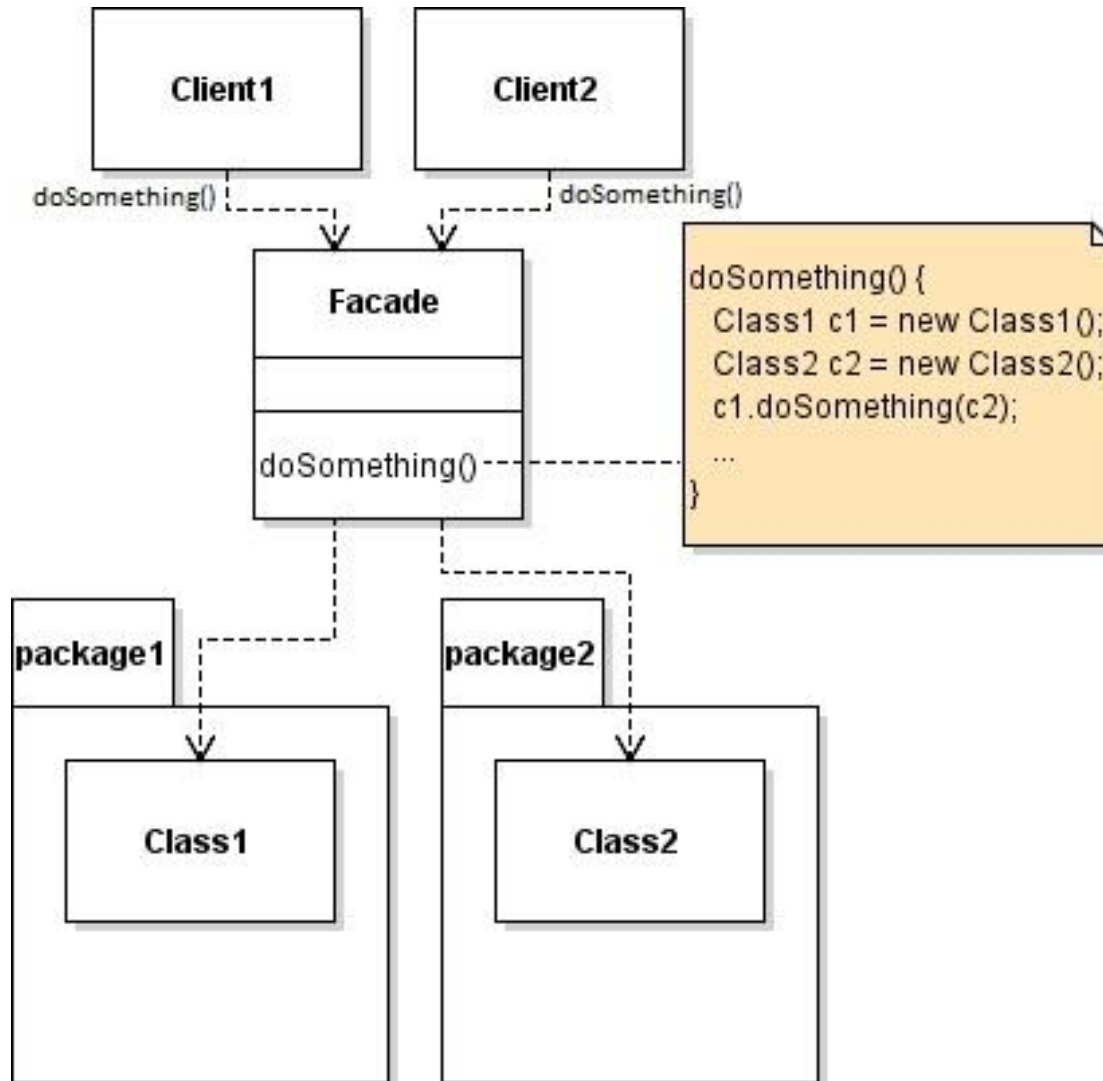 Client1
Client2
doSomething()
doSomething()
Facade
doSomething()
doSomething() {
Class1 c1 = new Class1();
Class2 c2 = new Class2();
c1.doSomething(c2);
...
}
package1
package2
Class1
Class2